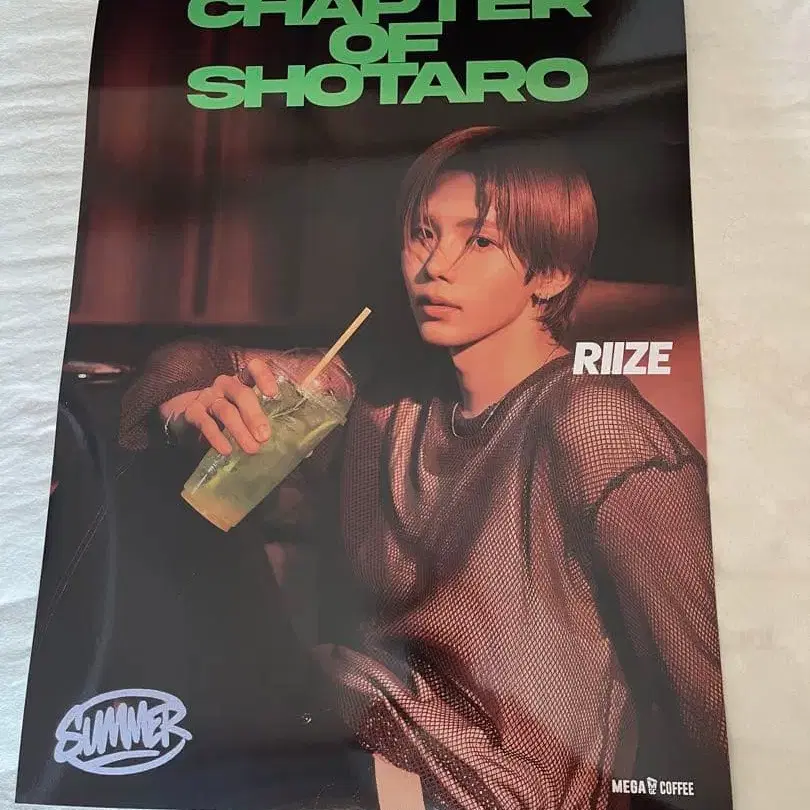 CHAPTER
OF
SHOTARO
RIIZE
SUMMER
MEGA COFFEE